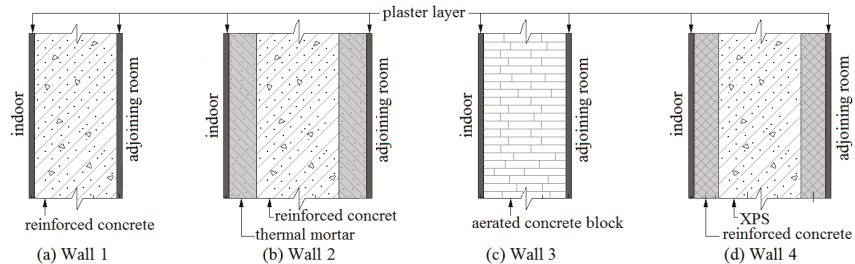 plaster layer
indoor
adjoining room
reinforced concrete
(a) Wall 1
indoor
adjoining room
reinforced concret
thermal mortar
(b) Wall 2
indoor
adjoining room
aerated concrete block
(c) Wall 3
indoor
adjoining room
XPS
reinforced concrete
(d) Wall 4